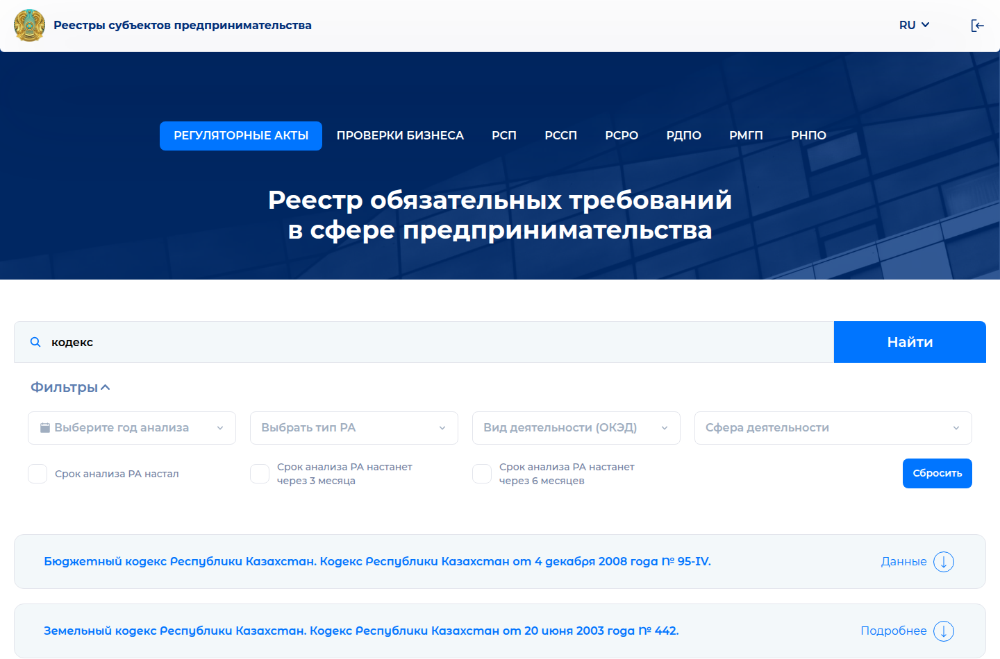 Реестры субъектов предпринимательства
RU
РЕГУЛЯТОРНЫЕ АКТЫ
ПРОВЕРКИ БИЗНЕСА
РСП
РССП
РСРО
РДПО
РМГП
РНПО
Реестр обязательных требований
в сфере предпринимательства
кодекс
Найти
Фильтры
Выберите год анализа
Выбрать тип РА
Вид деятельности (ОКЭД)
Сфера деятельности
Срок анализа РА настал
Срок анализа РА настанет
через 3 месяца
Срок анализа РА настанет
через 6 месяцев
Сбросить
Бюджетный кодекс Республики Казахстан. Кодекс Республики Казахстан от 4 декабря 2008 года № 95-IV.
Данные
Земельный кодекс Республики Казахстан. Кодекс Республики Казахстан от 20 июня 2003 года № 442.
Подробнее